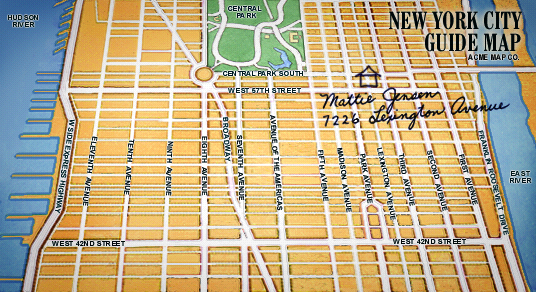 HUDSON
RIVER
CENTRAL
PARK
NEW YORK CITY
GUIDE MAP
ACME MAP CO.
CENTRAL PARK SOUTH
WEST 57TH STREET
Mattie Jensen
7226 Lexington Avenue
W.SIDE EXPRESS HIGHWAY
ELEVENTH AVENUE
TENTH AVENUE
NINTH AVENUE
EIGHTH AVENUE
BROADWAY
SEVENTH AVENUE
AVENUE OF THE AMERICAS
FIFTH AVENUE
MADISON AVENUE
PARK AVENUE
LEXINGTON AVENUE
THIRD AVENUE
SECOND AVENUE
FIRST AVENUE
FRANKLIN ROOSEVELT DRIVE
EAST
RIVER
WEST 42ND STREET
WEST 42ND STREET